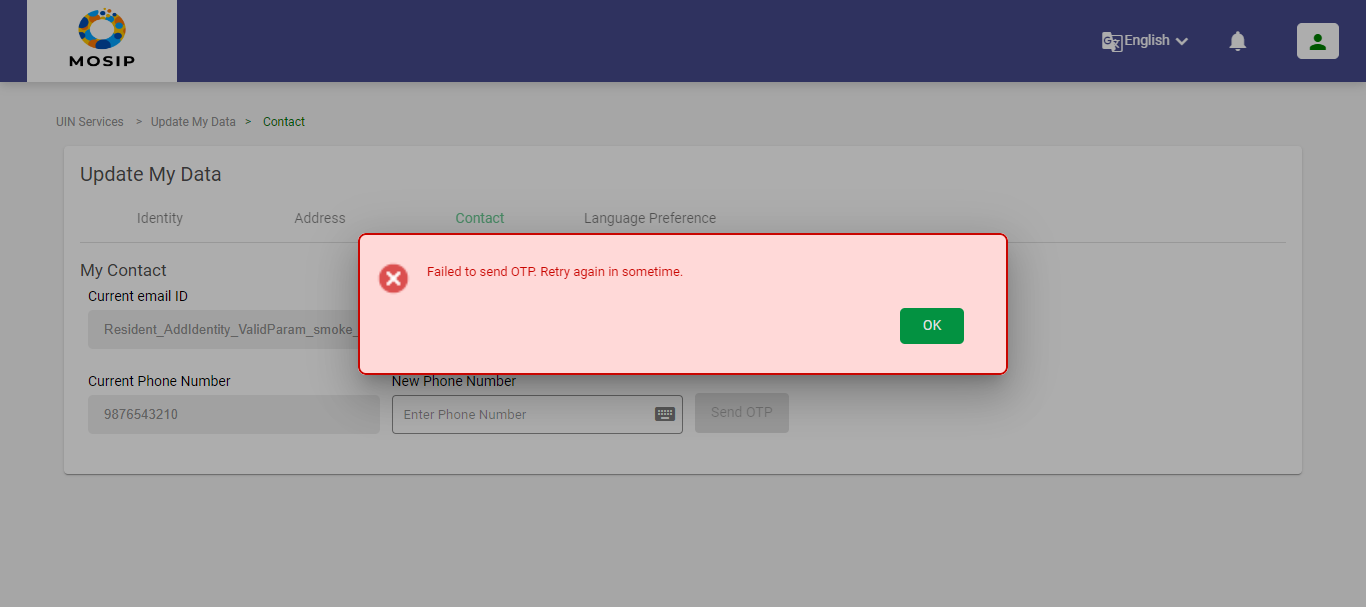 MOSIP
English
UIN Services > Update My Data > Contact
Update My Data
Identity Address Contact Language Preference
Failed to send OTP. Retry again in sometime.
OK
My Contact
Current email ID
Resident_AddIdentity_ValidParam_smoke_
Current Phone Number New Phone Number
9876543210 Enter Phone Number Send OTP